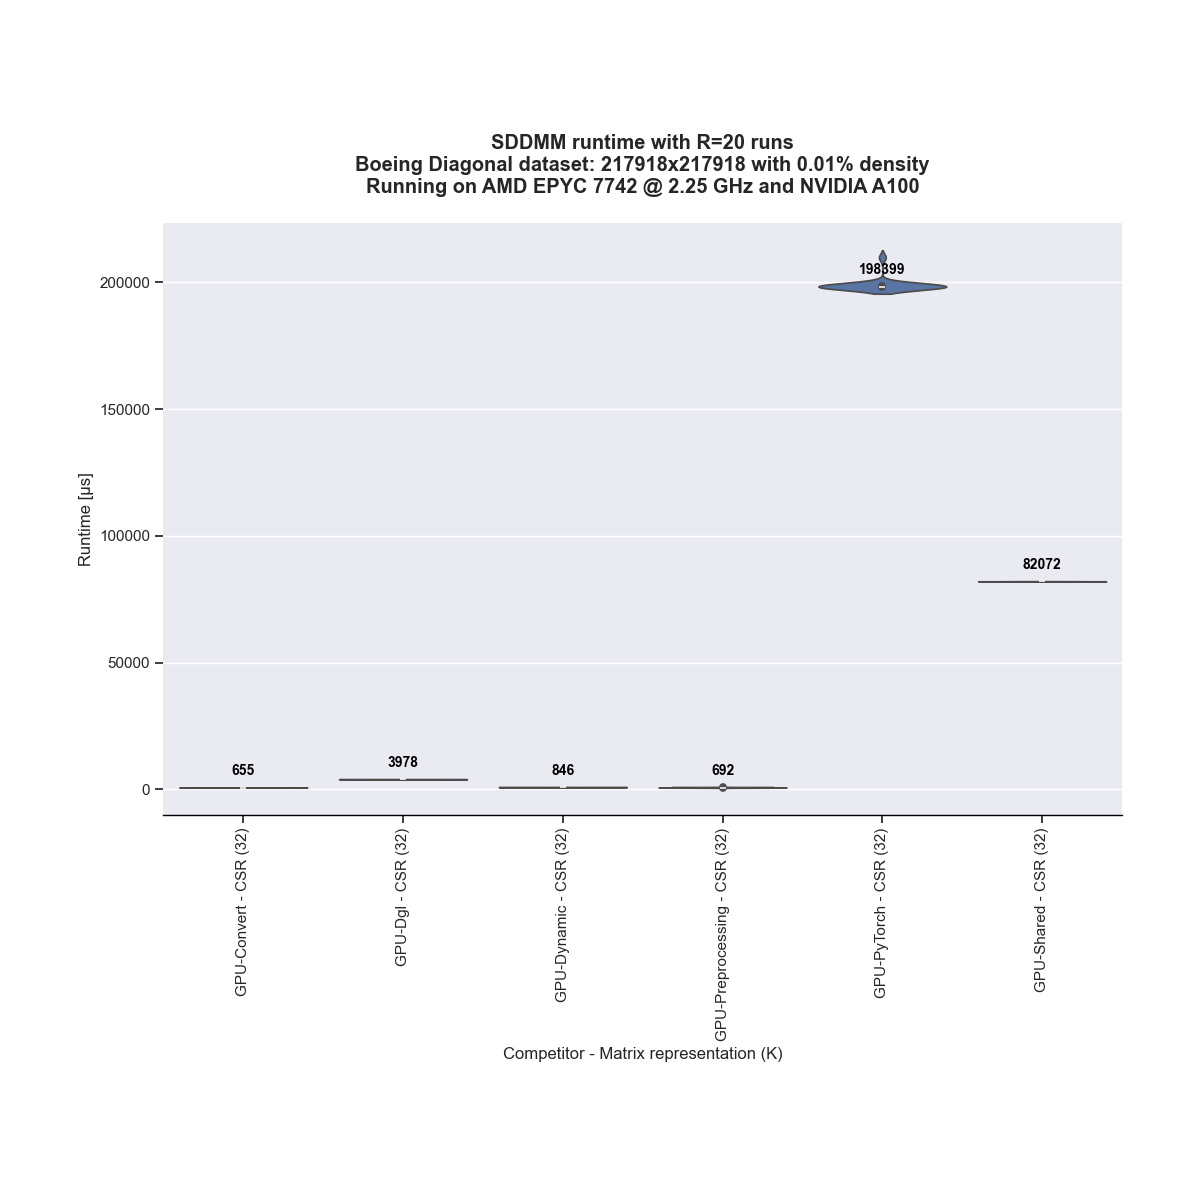 SDDMM runtime with R=20 runs
Boeing Diagonal dataset: 217918x217918 with 0.01% density
Running on AMD EPYC 7742 @ 2.25 GHz and NVIDIA A100
Runtime [μs]
200000
150000
100000
50000
0
655
3978
846
692
198399
82072
GPU-Convert - CSR (32)
GPU-Dgl - CSR (32)
GPU-Dynamic - CSR (32)
GPU-Preprocessing - CSR (32)
GPU-PyTorch - CSR (32)
GPU-Shared - CSR (32)
Competitor - Matrix representation (K)